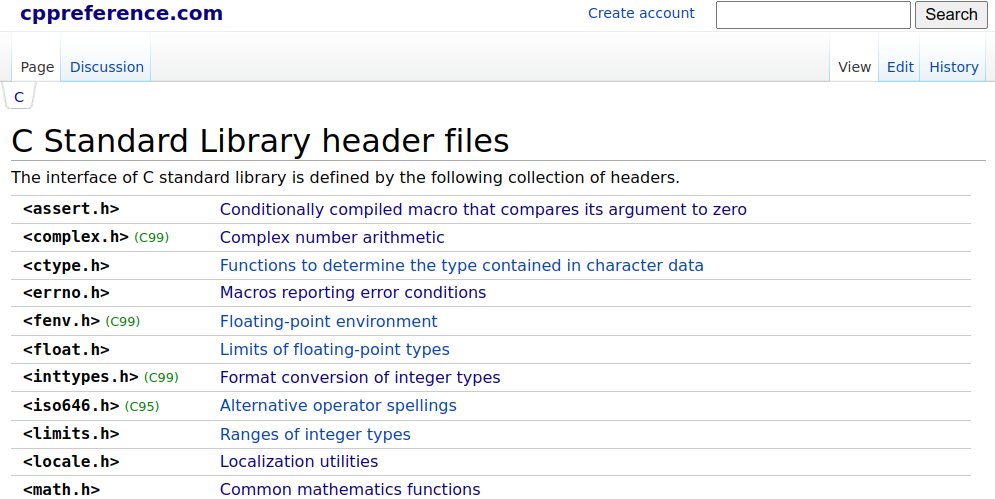 cppreference.com Create account Search
Page Discussion View Edit History
C
C Standard Library header files
The interface of C standard library is defined by the following collection of headers.
<assert.h> Conditionally compiled macro that compares its argument to zero
<complex.h> (C99) Complex number arithmetic
<ctype.h> Functions to determine the type contained in character data
<errno.h> Macros reporting error conditions
<fenv.h> (C99) Floating-point environment
<float.h> Limits of floating-point types
<inttypes.h> (C99) Format conversion of integer types
<iso646.h> (C95) Alternative operator spellings
<limits.h> Ranges of integer types
<locale.h> Localization utilities
<math.h> Common mathematics functions